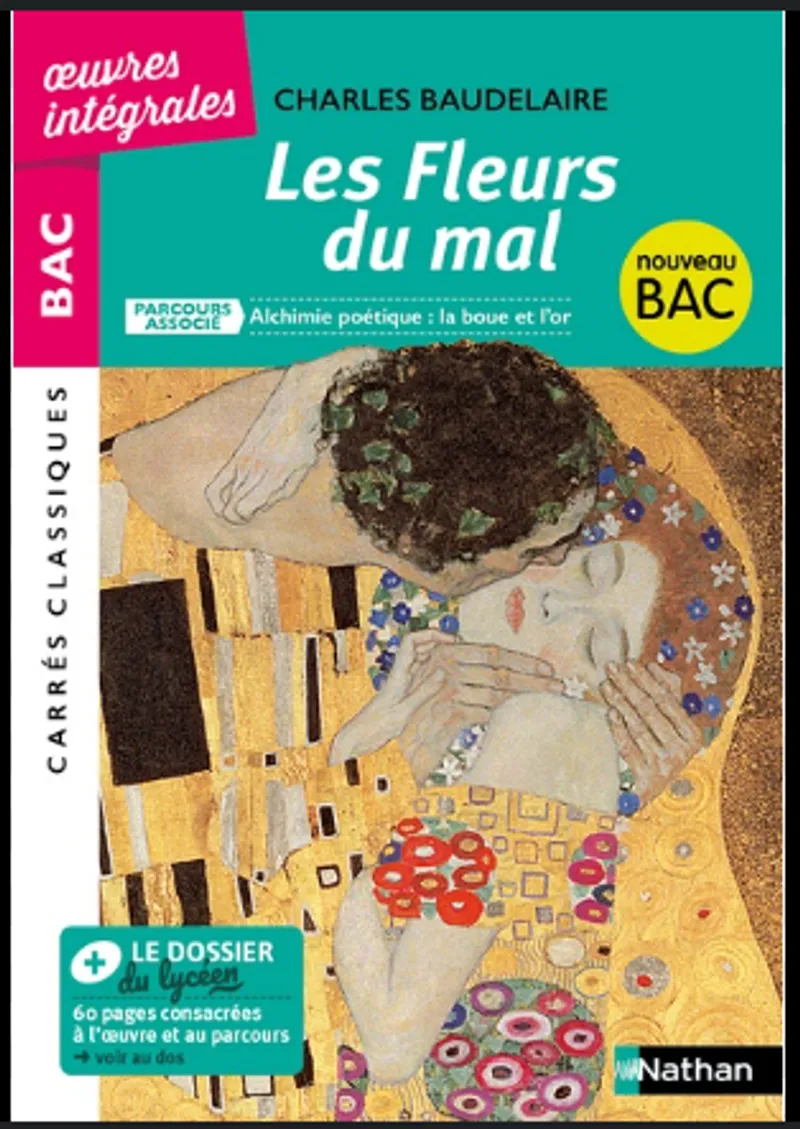 œuvres
intégrales
CHARLES BAUDELAIRE
Les Fleurs
du mal
BAC
nouveau
BAC
PARCOURS
ASSOCIÉ
Alchimie poétique : la boue et l'or
CARRÉS CLASSIQUES
+
LE DOSSIER
du lycéen
60 pages consacrées
à l'œuvre et au parcours
➔ voir au dos
Nathan